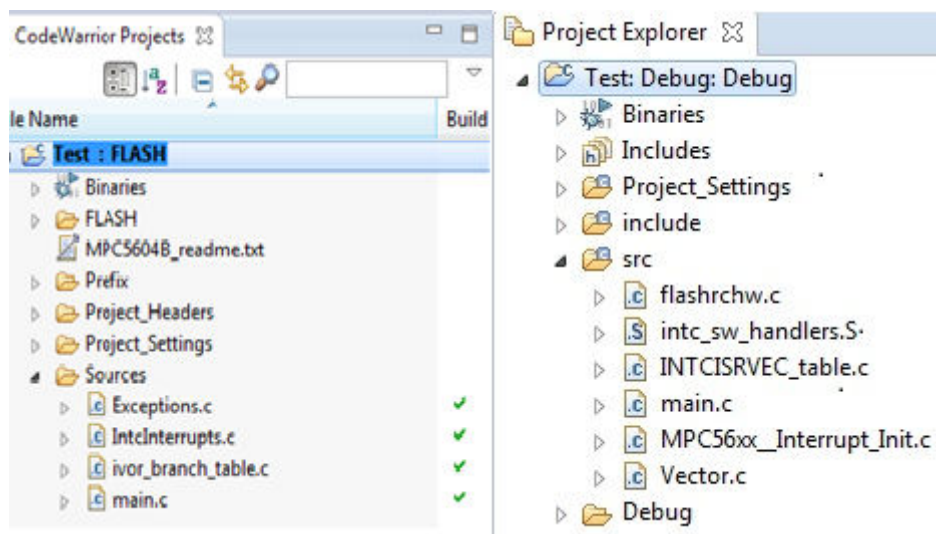 CodeWarrior Projects
le Name Build
Test : FLASH
Binaries
FLASH
MPC5604B_readme.txt
Prefix
Project_Headers
Project_Settings
Sources
Exceptions.c
IntcInterrupts.c
ivor_branch_table.c
main.c
Project Explorer
Test: Debug: Debug
Binaries
Includes
Project_Settings
include
src
flashrchw.c
intc_sw_handlers.S
INTCISRVEC_table.c
main.c
MPC56xx__Interrupt_Init.c
Vector.c
Debug